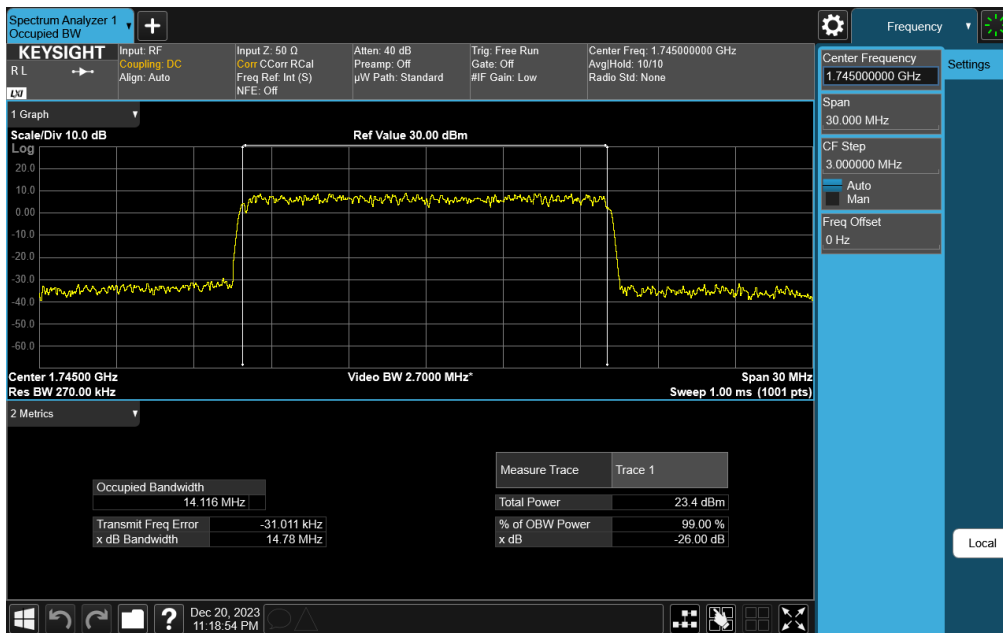 Spectrum Analyzer 1
Occupied BW
Frequency
KEYSIGHT
R L
LXI
Input: RF
Coupling: DC
Align: Auto
Input Z: 50 Ω
Corr CCorr RCal
Freq Ref: Int (S)
NFE: Off
Atten: 40 dB
Preamp: Off
µW Path: Standard
Trig: Free Run
Gate: Off
#IF Gain: Low
Center Freq: 1.745000000 GHz
Avg|Hold: 10/10
Radio Std: None
Center Frequency
1.745000000 GHz
Settings
Span
30.000 MHz
CF Step
3.000000 MHz
Auto
Man
Freq Offset
0 Hz
Local
1 Graph
Scale/Div 10.0 dB
Ref Value 30.00 dBm
Log
20.0
10.0
0.00
-10.0
-20.0
-30.0
-40.0
-50.0
-60.0
Center 1.74500 GHz
Video BW 2.7000 MHz*
Span 30 MHz
Res BW 270.00 kHz
Sweep 1.00 ms (1001 pts)
2 Metrics
Measure Trace
Trace 1
Occupied Bandwidth
14.116 MHz
Total Power
23.4 dBm
Transmit Freq Error
-31.011 kHz
% of OBW Power
99.00 %
x dB Bandwidth
14.78 MHz
x dB
-26.00 dB
?
Dec 20, 2023
11:18:54 PM